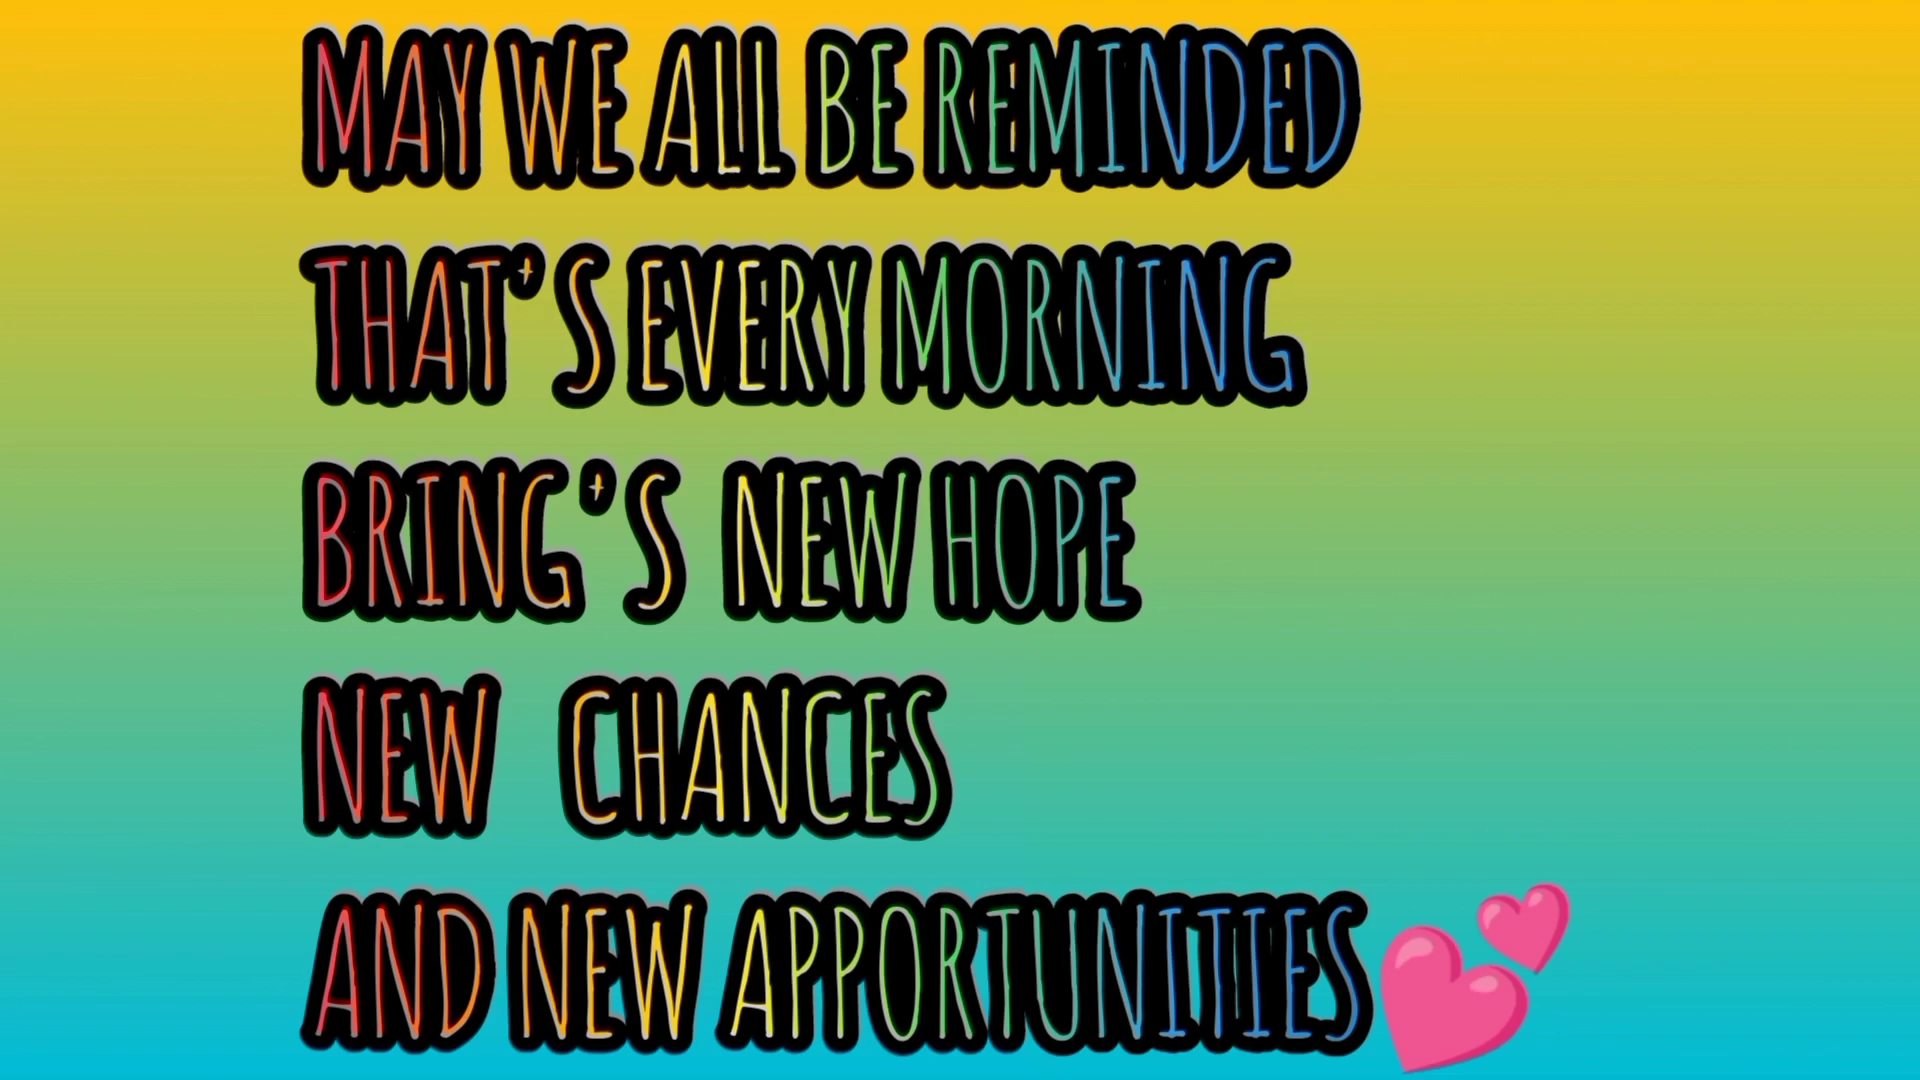 MAY WE ALL BE REMINDED
THAT'S EVERY MORNING
BRING'S NEW HOPE
NEW CHANCES
AND NEW APPORTUNITIES